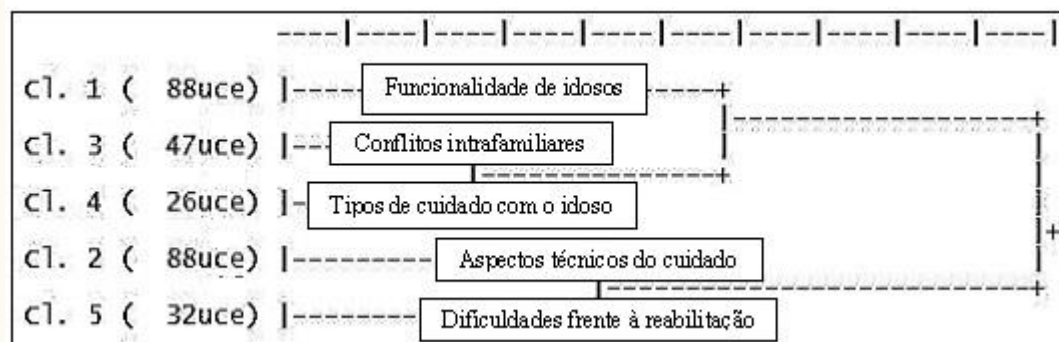 ----|----|----|----|----|----|----|----|----|----|
Cl. 1 ( 88uce) |----- Funcionalidade de idosos ----+
Cl. 3 ( 47uce) |--- Conflitos intrafamiliares
Cl. 4 ( 26uce) |- Tipos de cuidado com o idoso
Cl. 2 ( 88uce) |--------- Aspectos técnicos do cuidado
Cl. 5 ( 32uce) |-------- Dificuldades frente à reabilitação